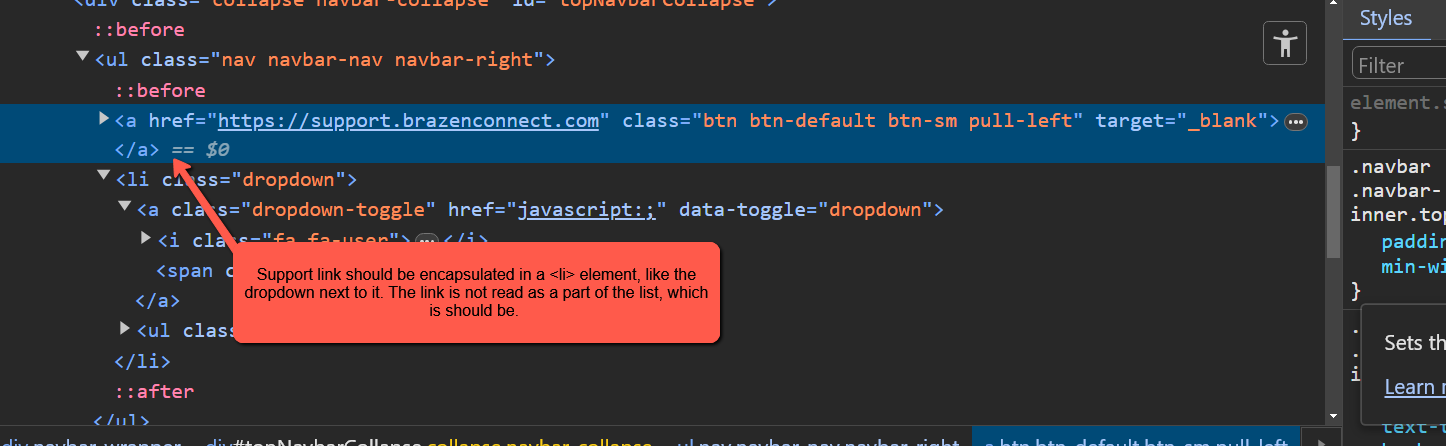 <div class="collapse navbar-collapse" id="topNavbarCollapse">
::before
<ul class="nav navbar-nav navbar-right">
::before
<a href="https://support.brazenconnect.com" class="btn btn-default btn-sm pull-left" target="_blank">
</a> == $0
<li class="dropdown">
<a class="dropdown-toggle" href="javascript:;" data-toggle="dropdown">
<i class="fa fa-user"> </i>
<span c
</a>
<ul clas
</li>
::after
</ul>
Support link should be encapsulated in a <li> element, like the
dropdown next to it. The link is not read as a part of the list, which
is should be.
div.navbar-wrapper div#topNavbarCollapse.collapse.navbar-collapse ul.nav.navbar-nav.navbar-right a.btn.btn-default.btn-sm.pull-left
Styles
Filter
element.s
}
.navbar
.navbar-
inner.top
paddin
min-wi
}
Sets th
Learn
text-t